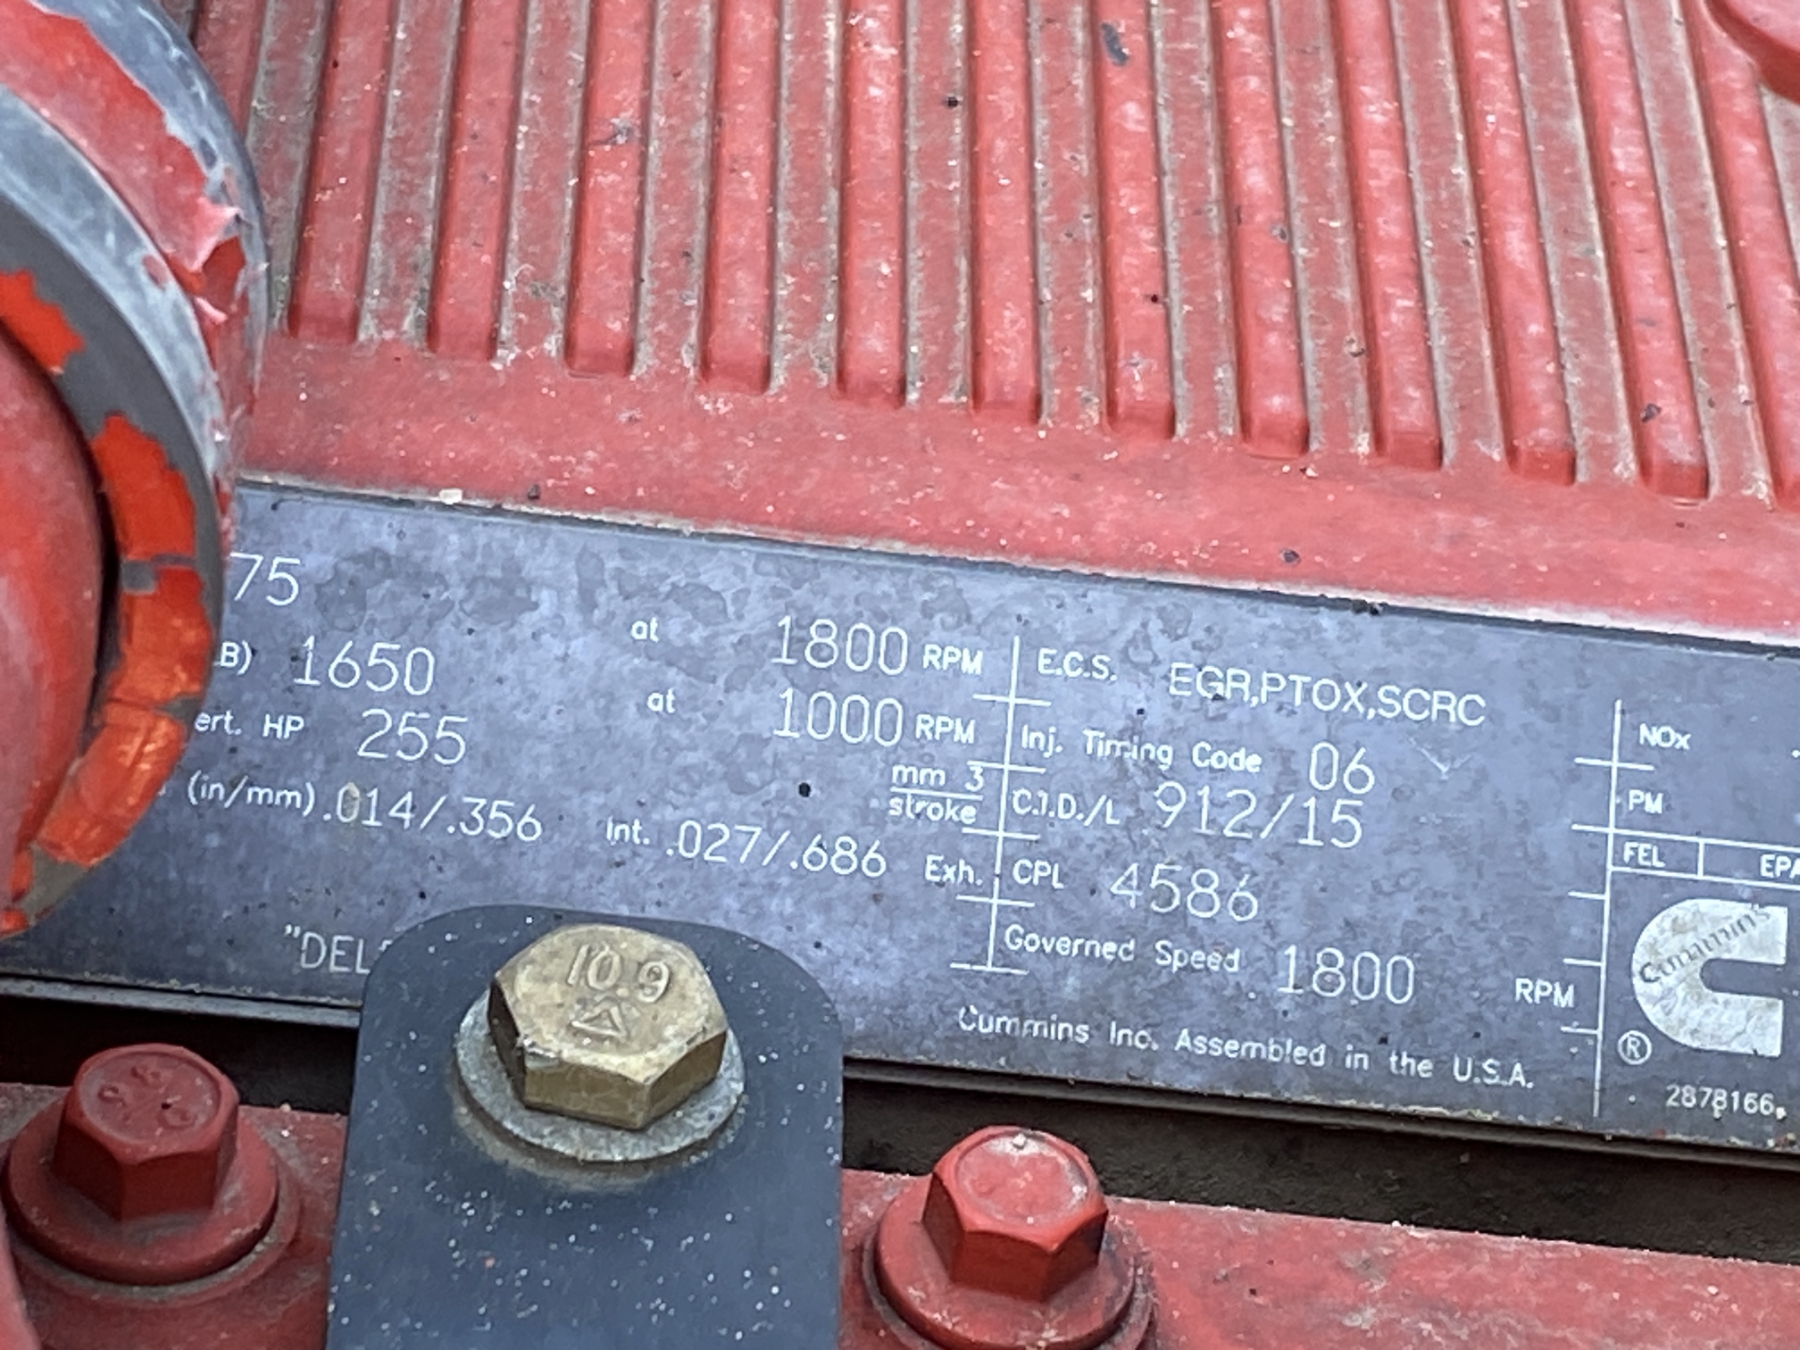 75 at 1800 RPM
B) 1650 at 1000 RPM
ert. HP 255 mm 3
stroke
(in/mm) .014/.356 Int. .027/.686 Exh.
"DEL
E.C.S. EGR,PTOX,SCRC
Inj. Timing Code 06
C.I.D./L 912/15
CPL 4586
Governed Speed 1800 RPM
Cummins Inc. Assembled in the U.S.A.
NOx
PM
FEL EPA
Cummins
®
2878166
10.9